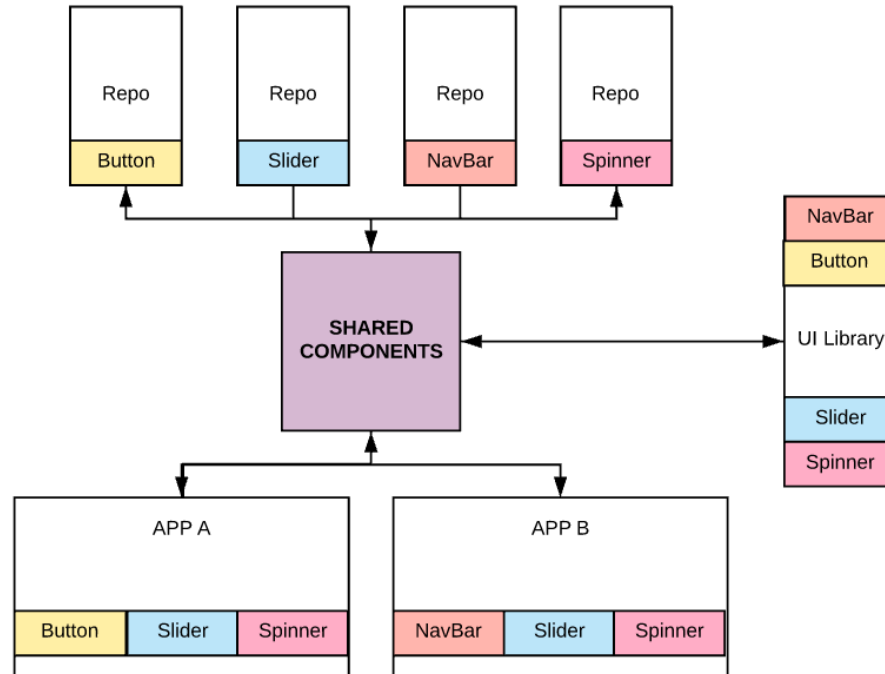 Repo
Repo
Repo
Repo
Button
Slider
NavBar
Spinner
NavBar
Button
UI Library
Slider
Spinner
SHARED
COMPONENTS
APP A
Button
Slider
Spinner
APP B
NavBar
Slider
Spinner